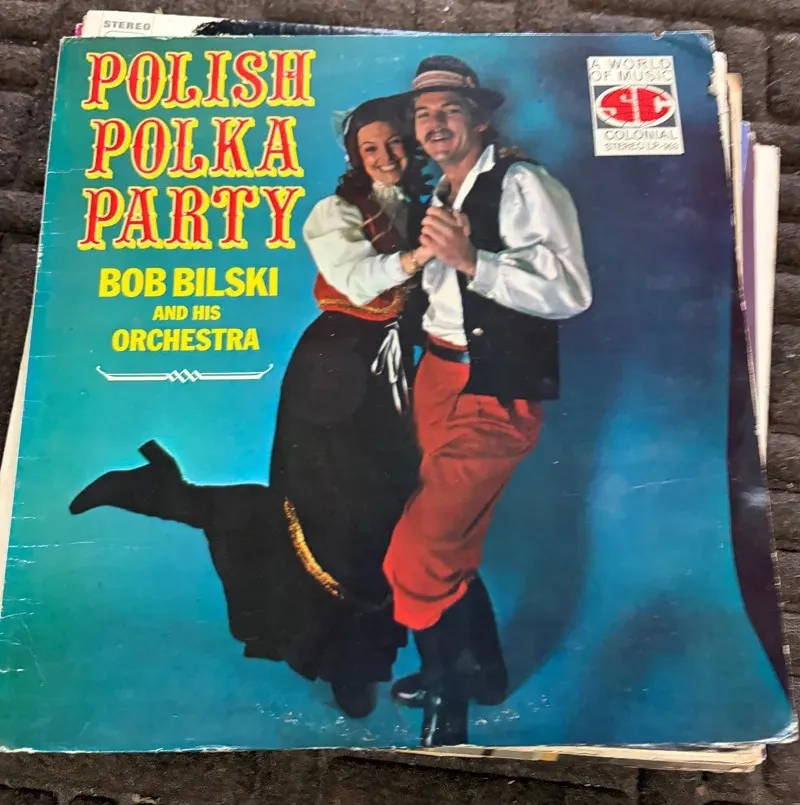 STEREO
POLISH
POLKA
PARTY
BOB BILSKI
AND HIS
ORCHESTRA
A WORLD
OF MUSIC
SC
COLONIAL